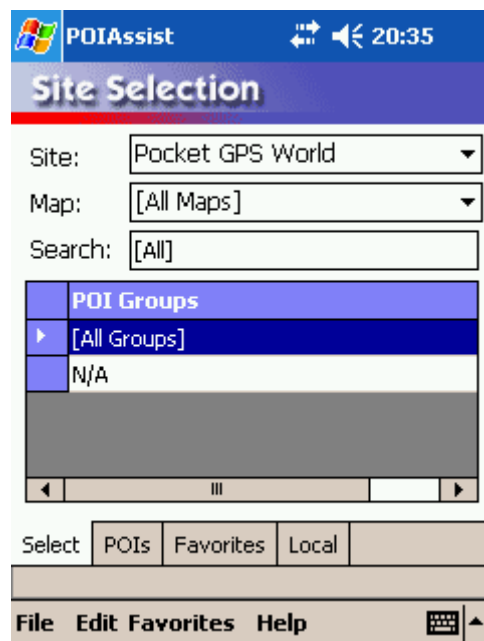 POIAssist 20:35
Site Selection
Site: Pocket GPS World
Map: [All Maps]
Search: [All]
POI Groups
[All Groups]
N/A
Select POIs Favorites Local
File Edit Favorites Help